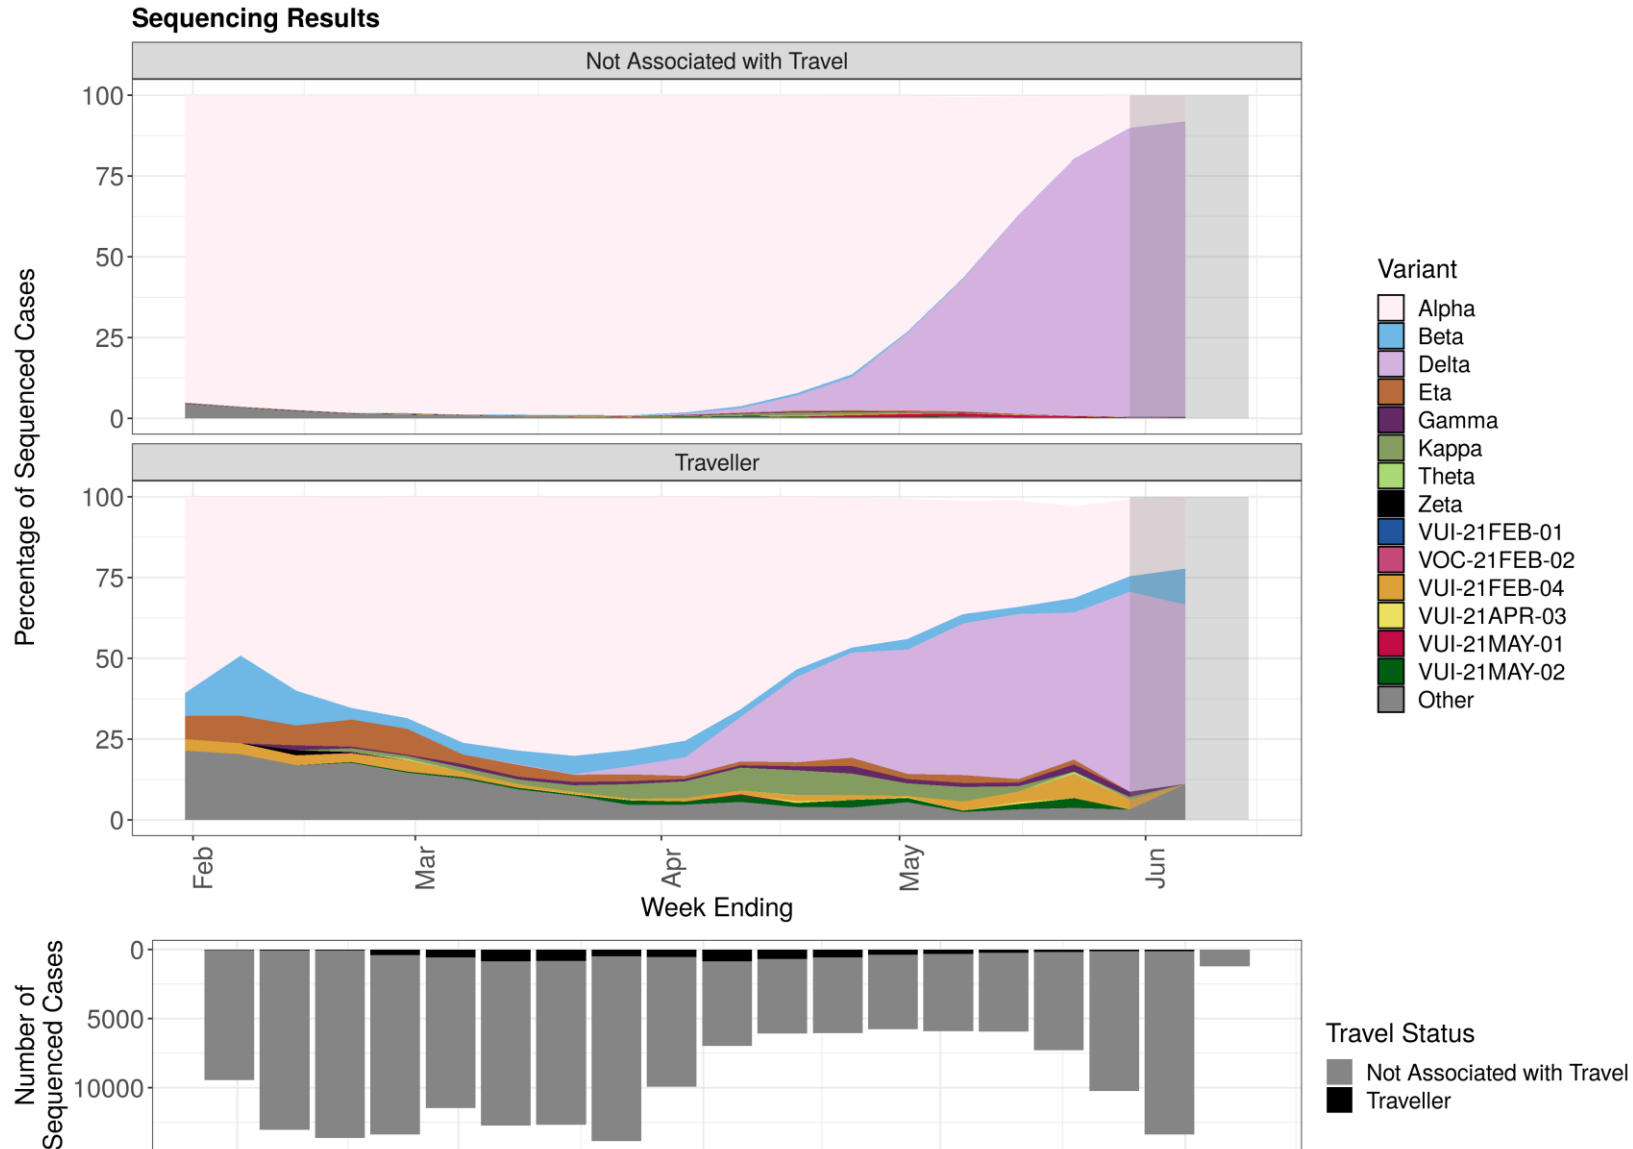 Sequencing Results
Not Associated with Travel
100
75
50
25
0
Percentage of Sequenced Cases
Traveller
100
75
50
25
0
Feb
Mar
Apr
May
Jun
Week Ending
Variant
Alpha
Beta
Delta
Eta
Gamma
Kappa
Theta
Zeta
VUI-21FEB-01
VOC-21FEB-02
VUI-21FEB-04
VUI-21APR-03
VUI-21MAY-01
VUI-21MAY-02
Other
Number of
Sequenced Cases
0
5000
10000
Travel Status
Not Associated with Travel
Traveller